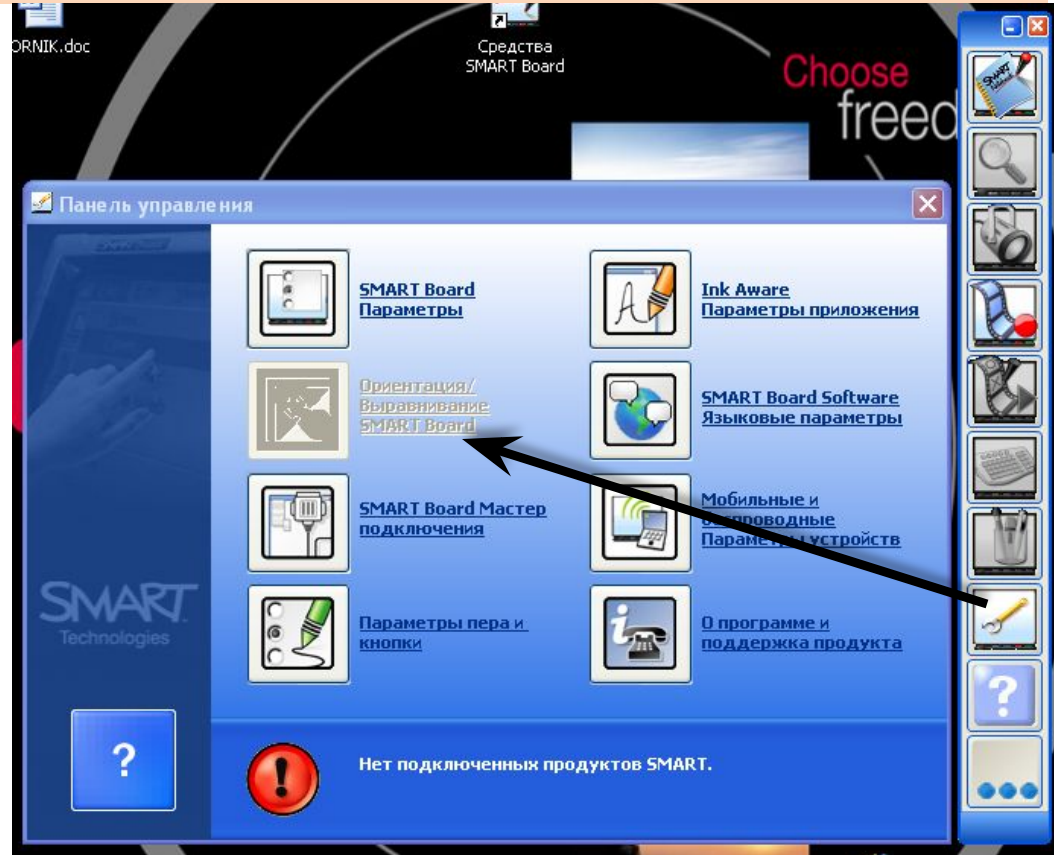 ORNIK.doc
Средства
SMART Board
Choose
freed
SMART
Notebook
Панель управления
SMART Board
Параметры
Ink Aware
Параметры приложения
Ориентация/
Выравнивание
SMART Board
SMART Board Software
Языковые параметры
SMART Board Мастер
подключения
Мобильные и
беспроводные
Параметры устройств
Параметры пера и
кнопки
О программе и
поддержка продукта
SMART
Technologies
?
?
Нет подключенных продуктов SMART.